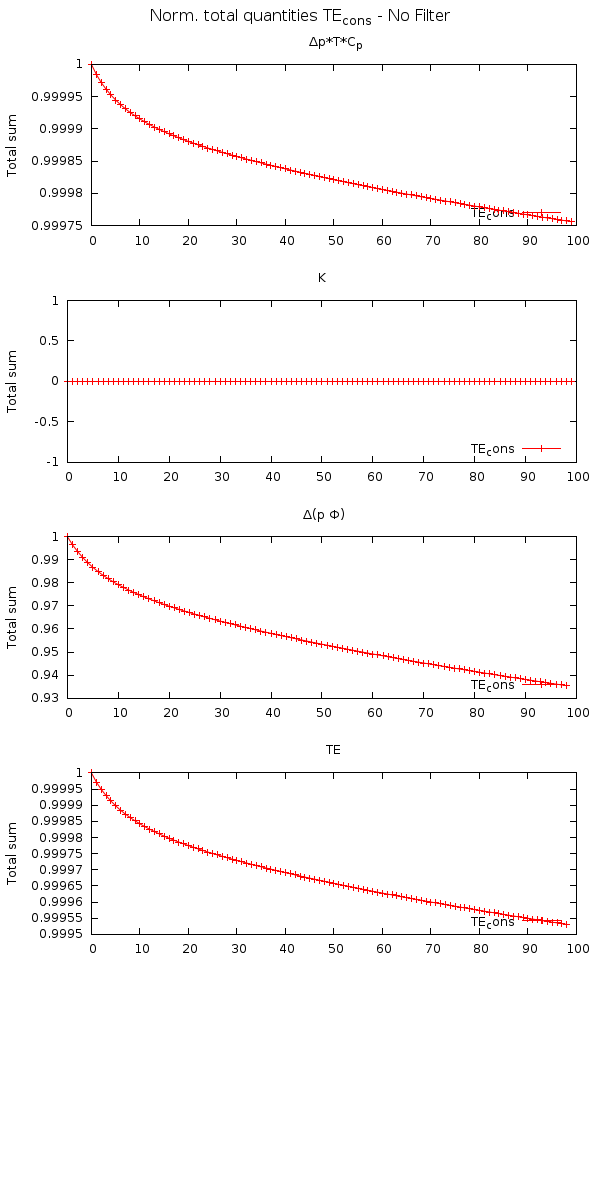 Norm. total quantities TEcons - No Filter
Δp*T*Cp
1
0.99995
0.9999
0.99985
0.9998
0.99975
Total sum
TEcons
0 10 20 30 40 50 60 70 80 90 100
K
1
0.5
0
-0.5
-1
Total sum
TEcons
0 10 20 30 40 50 60 70 80 90 100
Δ(p Φ)
1
0.99
0.98
0.97
0.96
0.95
0.94
0.93
Total sum
TEcons
0 10 20 30 40 50 60 70 80 90 100
TE
1
0.99995
0.9999
0.99985
0.9998
0.99975
0.9997
0.99965
0.9996
0.99955
0.9995
Total sum
TEcons
0 10 20 30 40 50 60 70 80 90 100